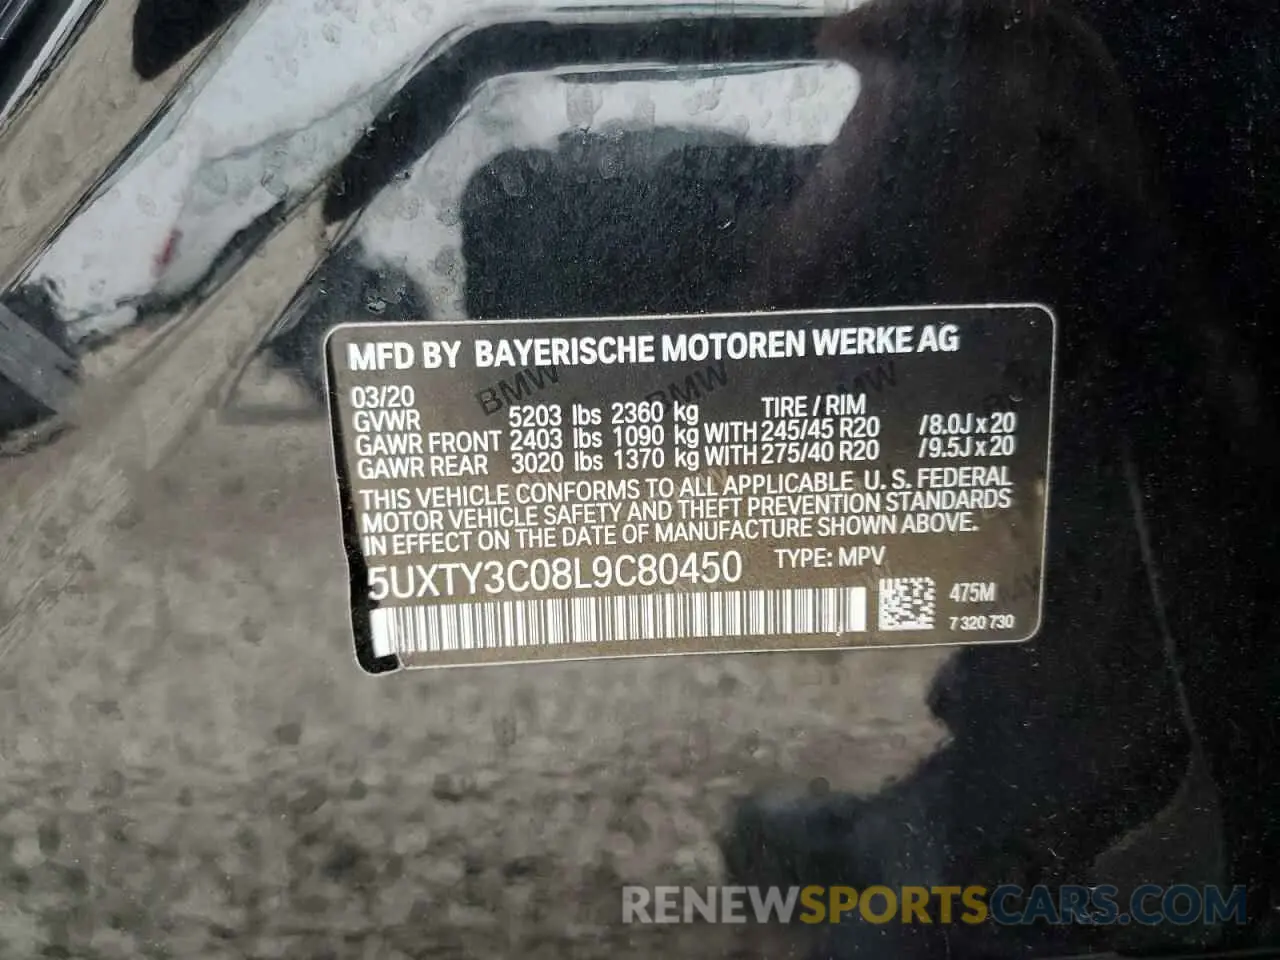 MFD BY BAYERISCHE MOTOREN WERKE AG
03/20
GVWR 5203 lbs 2360 kg TIRE / RIM
GAWR FRONT 2403 lbs 1090 kg WITH 245/45 R20 /8.0J x 20
GAWR REAR 3020 lbs 1370 kg WITH 275/40 R20 /9.5J x 20
THIS VEHICLE CONFORMS TO ALL APPLICABLE U. S. FEDERAL
MOTOR VEHICLE SAFETY AND THEFT PREVENTION STANDARDS
IN EFFECT ON THE DATE OF MANUFACTURE SHOWN ABOVE.
5UXTY3C08L9C80450 TYPE: MPV
475M
7 320 730
BMW BMW BMW
RENEWSPORTSCARS.COM